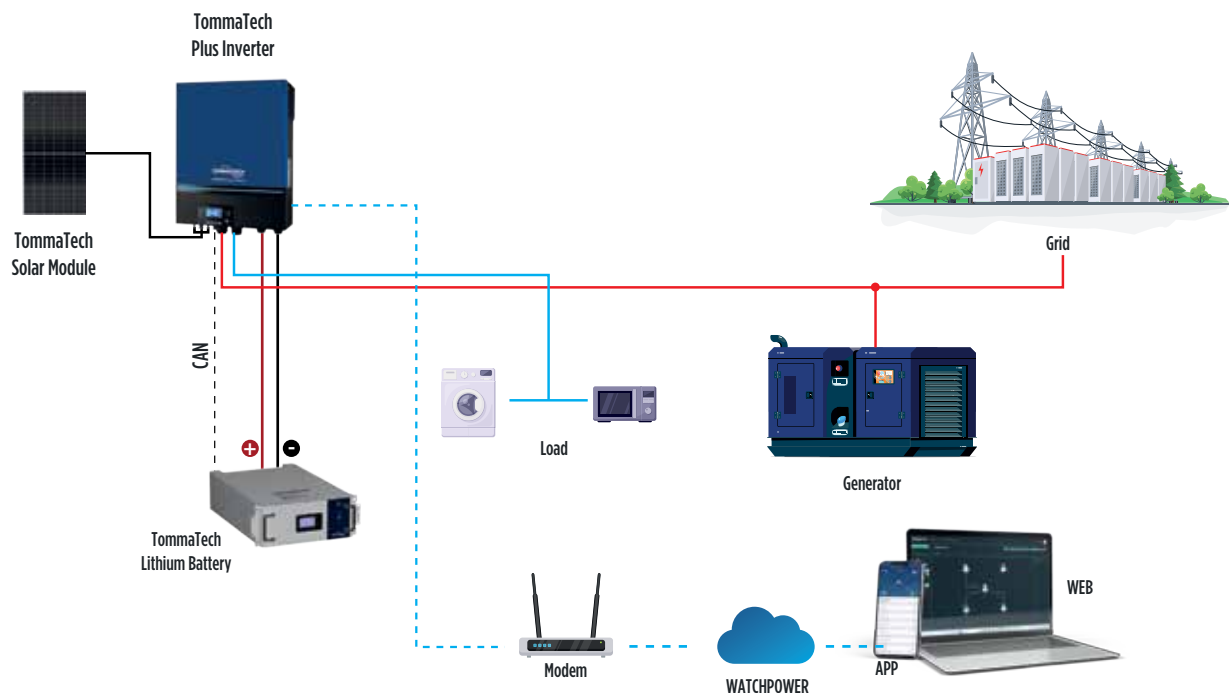 TommaTech
Plus Inverter
TommaTech
Solar Module
Grid
CAN
+
-
Load
Generator
TommaTech
Lithium Battery
WEB
Modem
APP
WATCHPOWER